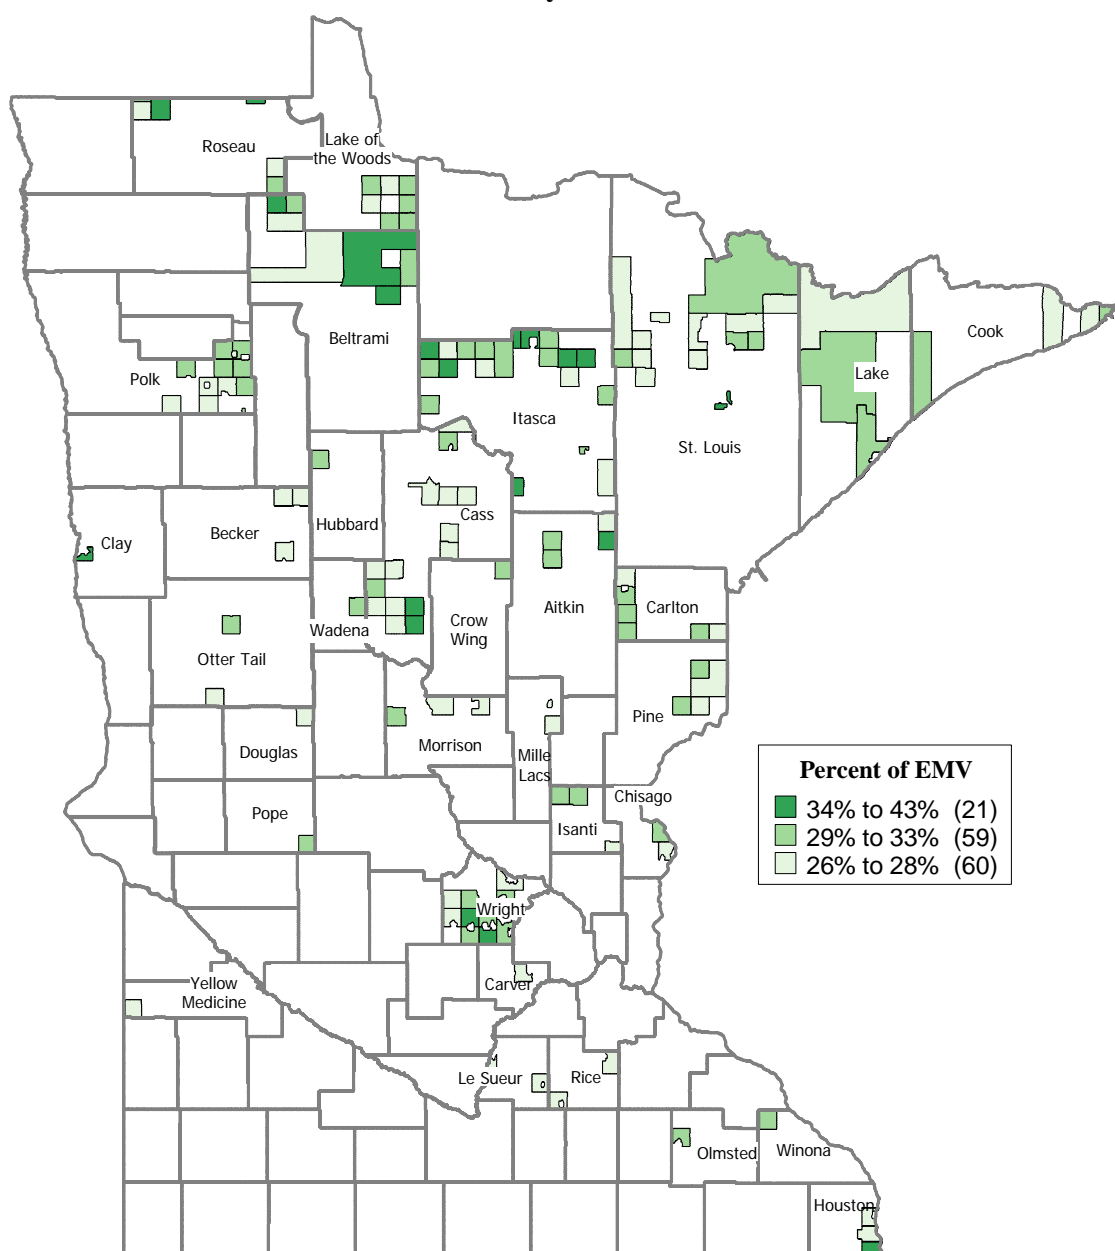 Roseau
Lake of
the Woods
Cook
Beltrami
Lake
Polk
Itasca
St. Louis
Cass
Hubbard
Becker
Clay
Aitkin
Carlton
Crow
Wing
Wadena
Otter Tail
Pine
Morrison
Douglas
Mille
Lacs
Percent of EMV
34% to 43% (21)
29% to 33% (59)
26% to 28% (60)
Chisago
Pope
Isanti
Wright
Carver
Yellow
Medicine
Le Sueur
Rice
Olmsted
Winona
Houston